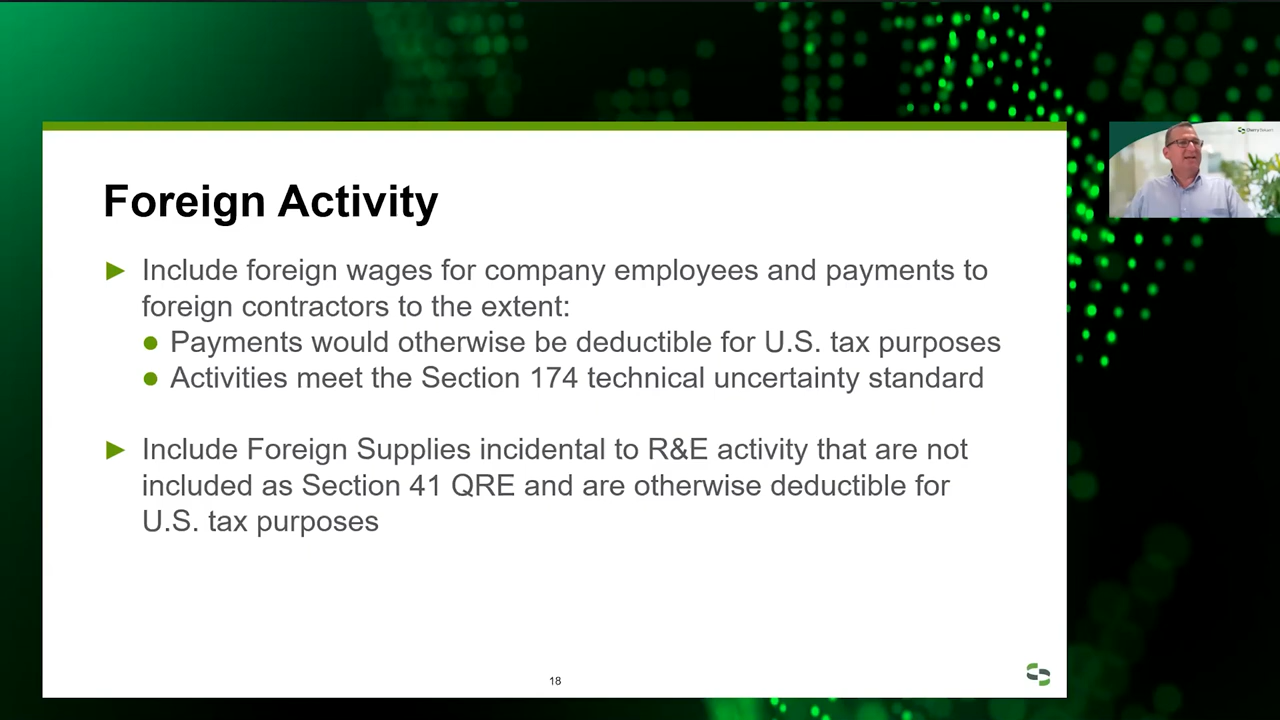 Foreign Activity
► Include foreign wages for company employees and payments to
foreign contractors to the extent:
● Payments would otherwise be deductible for U.S. tax purposes
● Activities meet the Section 174 technical uncertainty standard
► Include Foreign Supplies incidental to R&E activity that are not
included as Section 41 QRE and are otherwise deductible for
U.S. tax purposes
18